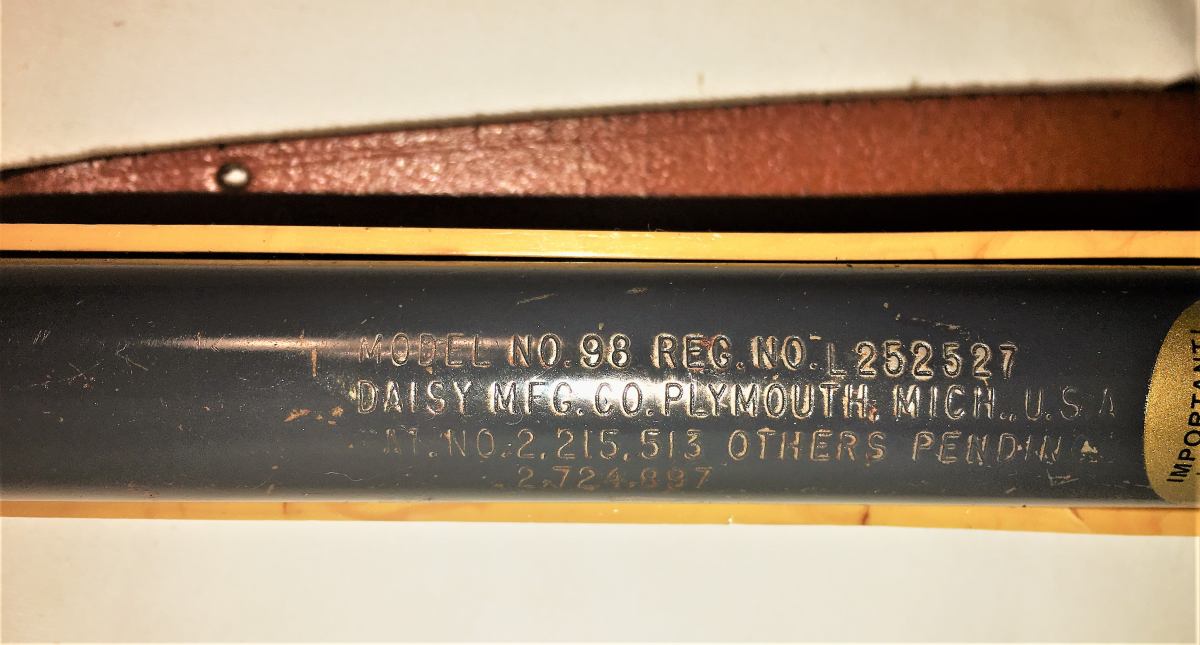 MODEL NO. 98 REG. NO. L252527
DAISY MFG. CO. PLYMOUTH, MICH., U.S.A
PAT. NO. 2,215,513 OTHERS PENDING
2,724,897
IMPORTANT!